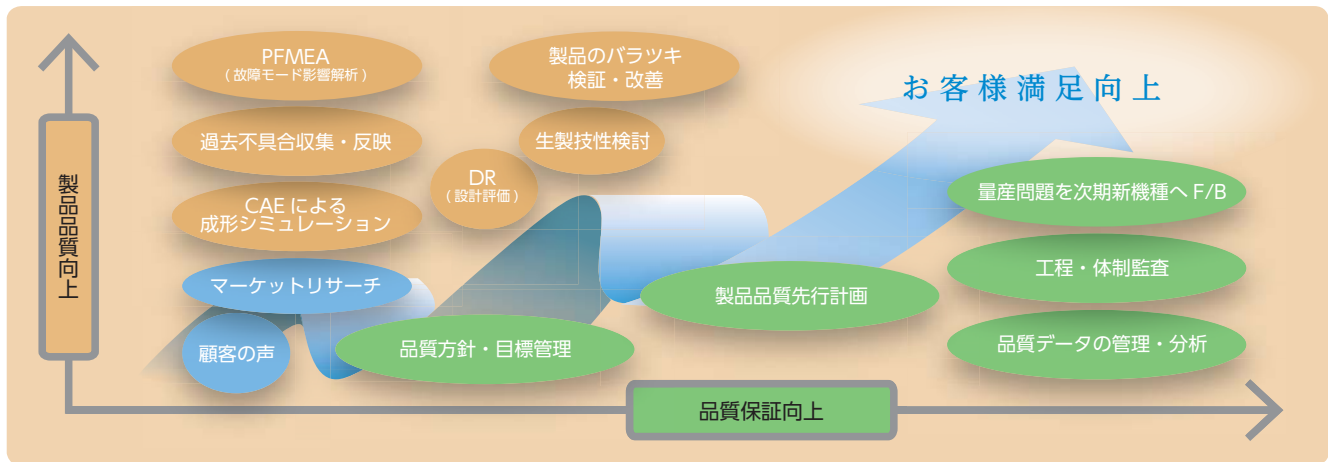 PFMEA
（故障モード影響解析）
製品のバラツキ
検証・改善
お客様満足向上
過去不具合収集・反映
生製技性検討
DR
（設計評価）
CAE による
成形シミュレーション
量産問題を次期新機種へ F/B
製品品質向上
マーケットリサーチ
工程・体制監査
製品品質先行計画
顧客の声
品質方針・目標管理
品質データの管理・分析
品質保証向上